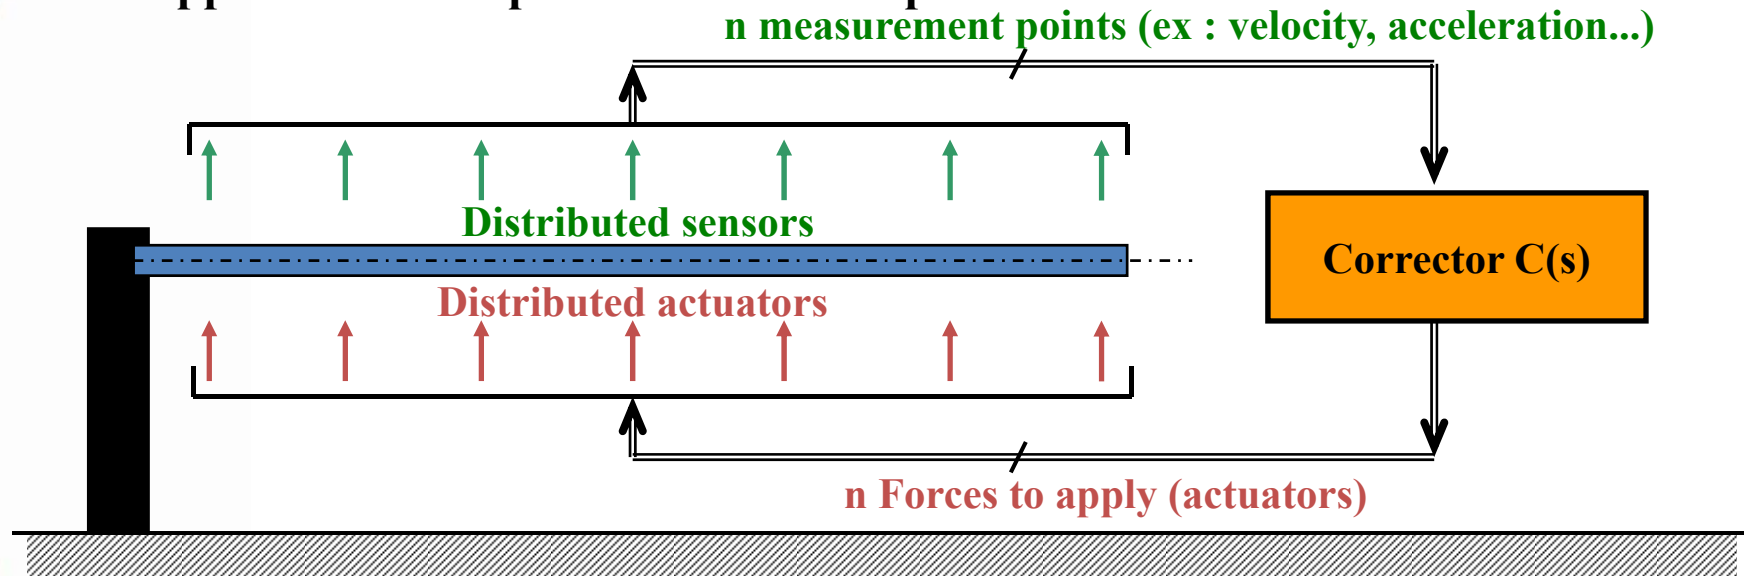 n measurement points (ex : velocity, acceleration...)
Distributed sensors
Corrector C(s)
Distributed actuators
n Forces to apply (actuators)